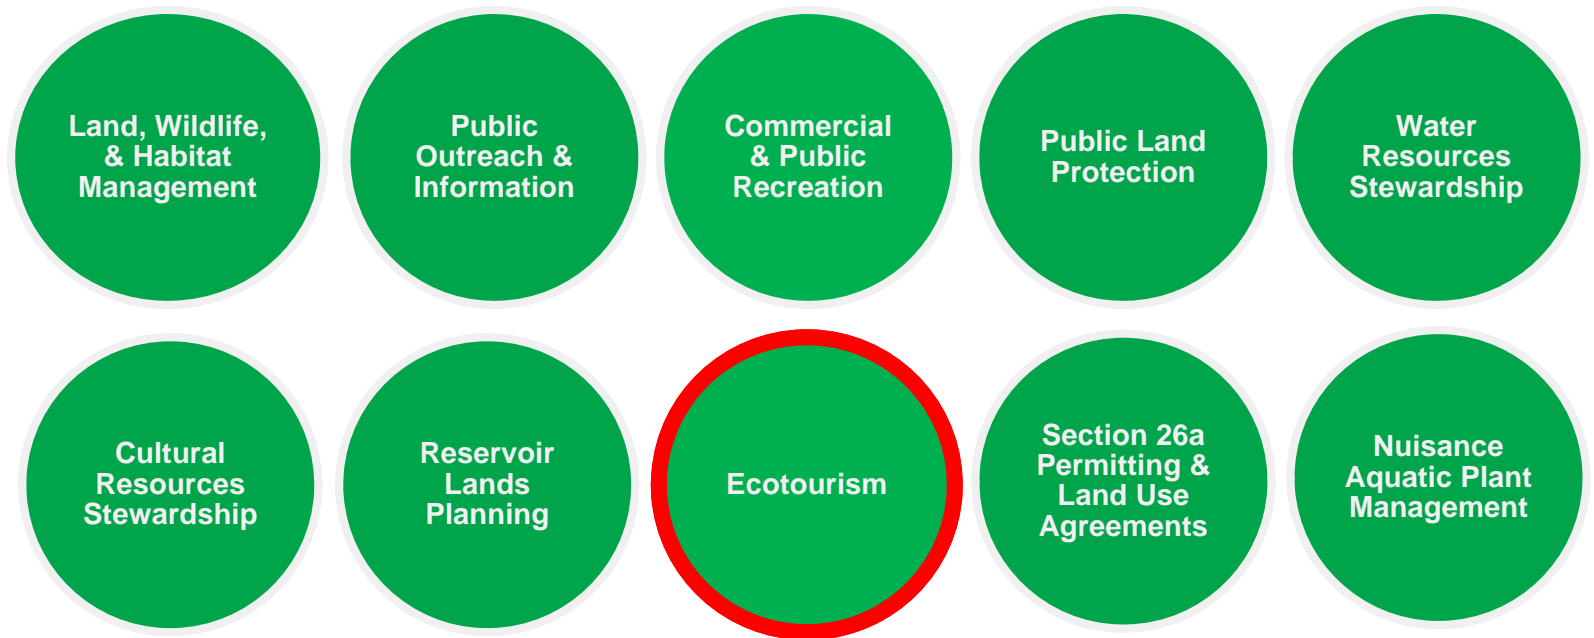 Land, Wildlife,
& Habitat
Management
Public
Outreach &
Information
Commercial
& Public
Recreation
Public Land
Protection
Water
Resources
Stewardship
Cultural
Resources
Stewardship
Reservoir
Lands
Planning
Ecotourism
Section 26a
Permitting &
Land Use
Agreements
Nuisance
Aquatic Plant
Management